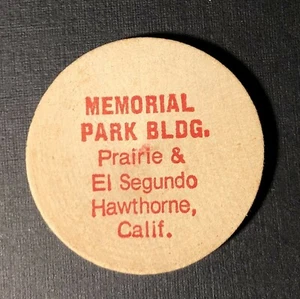 MEMORIAL
PARK BLDG.
Prairie &
El Segundo
Hawthorne,
Calif.